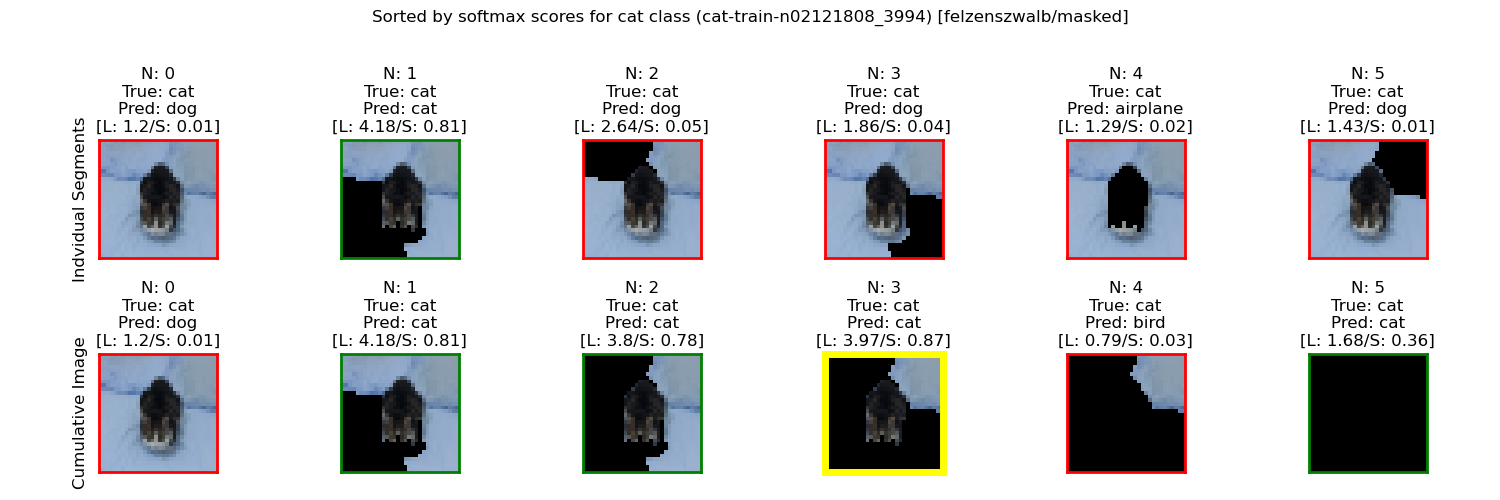 Sorted by softmax scores for cat class (cat-train-n02121808_3994) [felzenszwalb/masked]
Indvidual Segments
N: 0
True: cat
Pred: dog
[L: 1.2/S: 0.01]
N: 1
True: cat
Pred: cat
[L: 4.18/S: 0.81]
N: 2
True: cat
Pred: dog
[L: 2.64/S: 0.05]
N: 3
True: cat
Pred: dog
[L: 1.86/S: 0.04]
N: 4
True: cat
Pred: airplane
[L: 1.29/S: 0.02]
N: 5
True: cat
Pred: dog
[L: 1.43/S: 0.01]
Cumulative Image
N: 0
True: cat
Pred: dog
[L: 1.2/S: 0.01]
N: 1
True: cat
Pred: cat
[L: 4.18/S: 0.81]
N: 2
True: cat
Pred: cat
[L: 3.8/S: 0.78]
N: 3
True: cat
Pred: cat
[L: 3.97/S: 0.87]
N: 4
True: cat
Pred: bird
[L: 0.79/S: 0.03]
N: 5
True: cat
Pred: cat
[L: 1.68/S: 0.36]